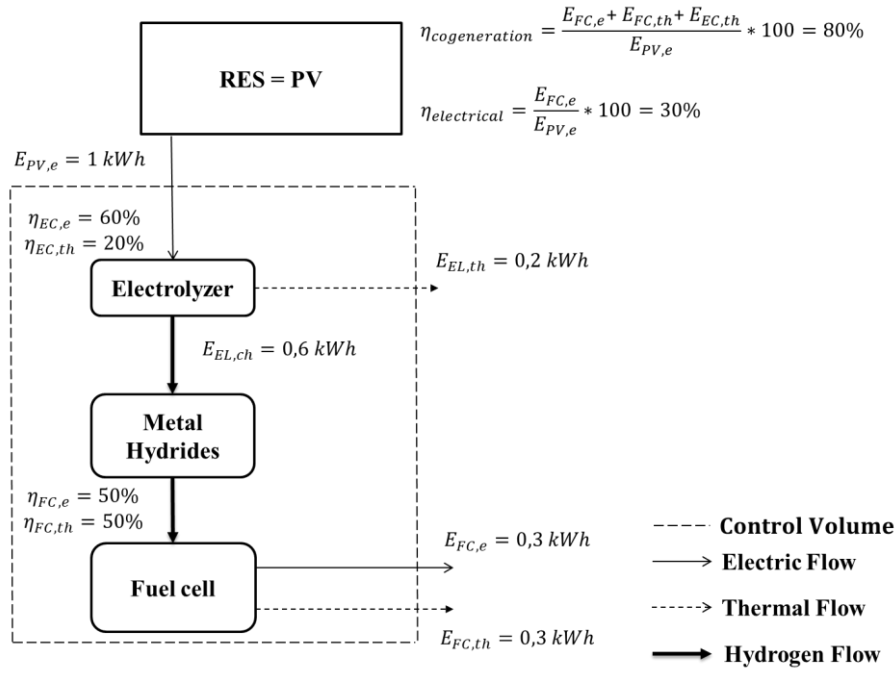 η_cogeneration = (E_FC,e + E_FC,th + E_EC,th) / E_PV,e * 100 = 80%
RES = PV
η_electrical = E_FC,e / E_PV,e * 100 = 30%
E_PV,e = 1 kWh
η_EC,e = 60%
η_EC,th = 20%
E_EL,th = 0,2 kWh
Electrolyzer
E_EL,ch = 0,6 kWh
Metal
Hydrides
η_FC,e = 50%
η_FC,th = 50%
E_FC,e = 0,3 kWh
Fuel cell
E_FC,th = 0,3 kWh
Control Volume
Electric Flow
Thermal Flow
Hydrogen Flow